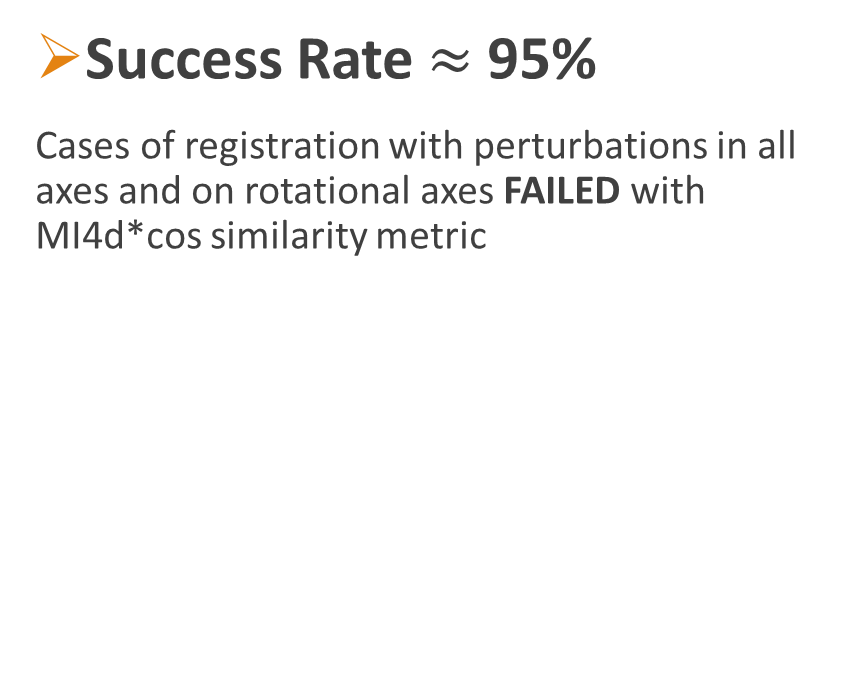 ➢Success Rate ≈ 95%
Cases of registration with perturbations in all
axes and on rotational axes FAILED with
MI4d*cos similarity metric